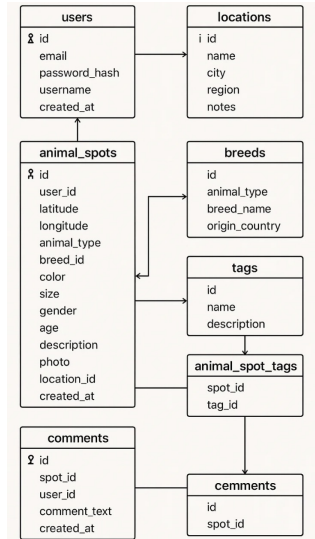 users
id
email
password_hash
username
created_at
locations
i id
name
city
region
notes
animal_spots
id
user_id
latitude
longitude
animal_type
breed_id
color
size
gender
age
description
photo
location_id
created_at
breeds
id
animal_type
breed_name
origin_country
tags
id
name
description
animal_spot_tags
spot_id
tag_id
comments
id
spot_id
user_id
comment_text
created_at
cemments
id
spot_id